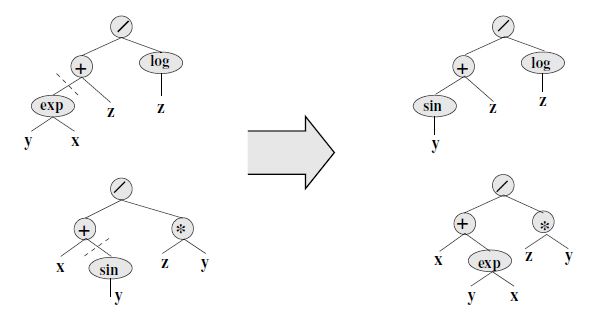 / /
+ log + log
exp z z sin z z
y x y
/ /
+ * + *
x sin z y x exp z y
y y x